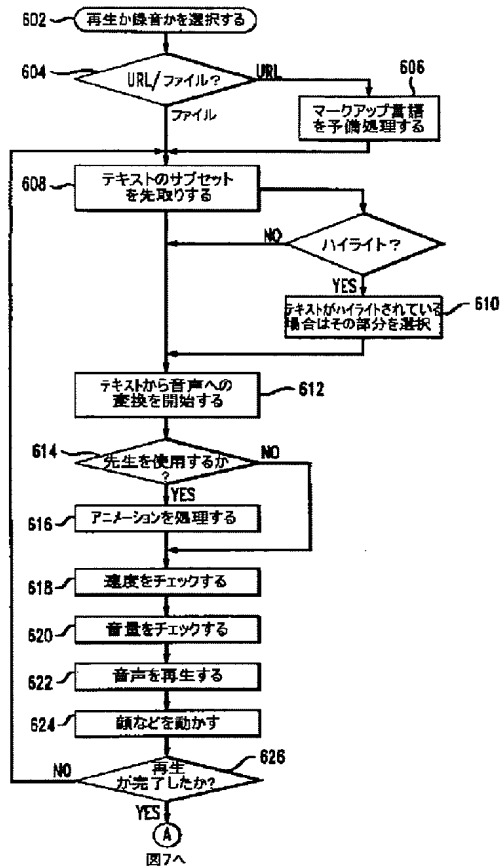 602
再生か録音かを選択する
604
URL/ファイル?
URL
606
マークアップ言語
を予備処理する
ファイル
608
テキストのサブセット
を先取りする
NO
ハイライト?
YES
610
テキストがハイライトされている
場合はその部分を選択
テキストから音声への
変換を開始する
612
614
先生を使用するか
?
NO
YES
616
アニメーションを処理する
618
速度をチェックする
620
音量をチェックする
622
音声を再生する
624
顔などを動かす
626
再生
が完了したか?
NO
YES
A
図7へ